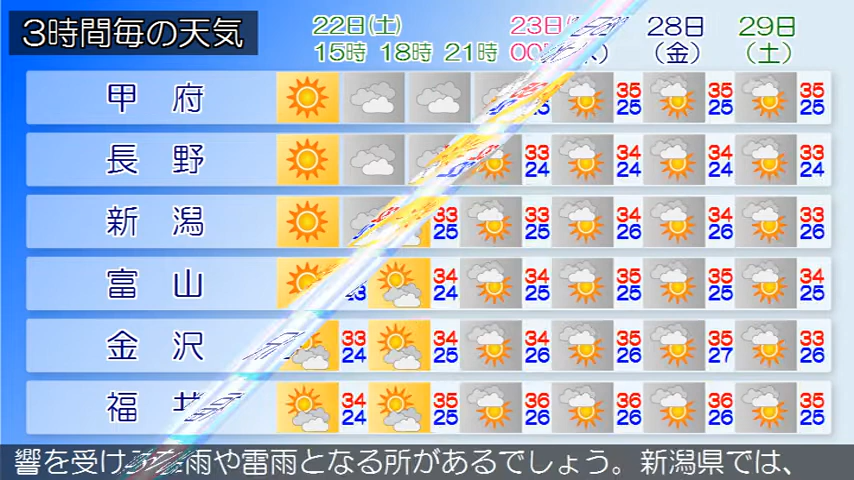 3時間毎の天気
22日(土) 23日 28日 29日
15時 18時 21時 (金) (土)
甲府 35 25 35 25 35 25
長野 33 24 34 24 34 24 33 24
新潟 33 25 33 25 34 26 33 26 33 26
富山 34 24 34 25 35 25 35 25 34 25
金沢 33 24 34 25 34 26 35 26 35 27 33 26
福井 34 24 35 25 36 26 36 26 36 26 35 25
響を受け 雨や雷雨となる所があるでしょう。新潟県では、